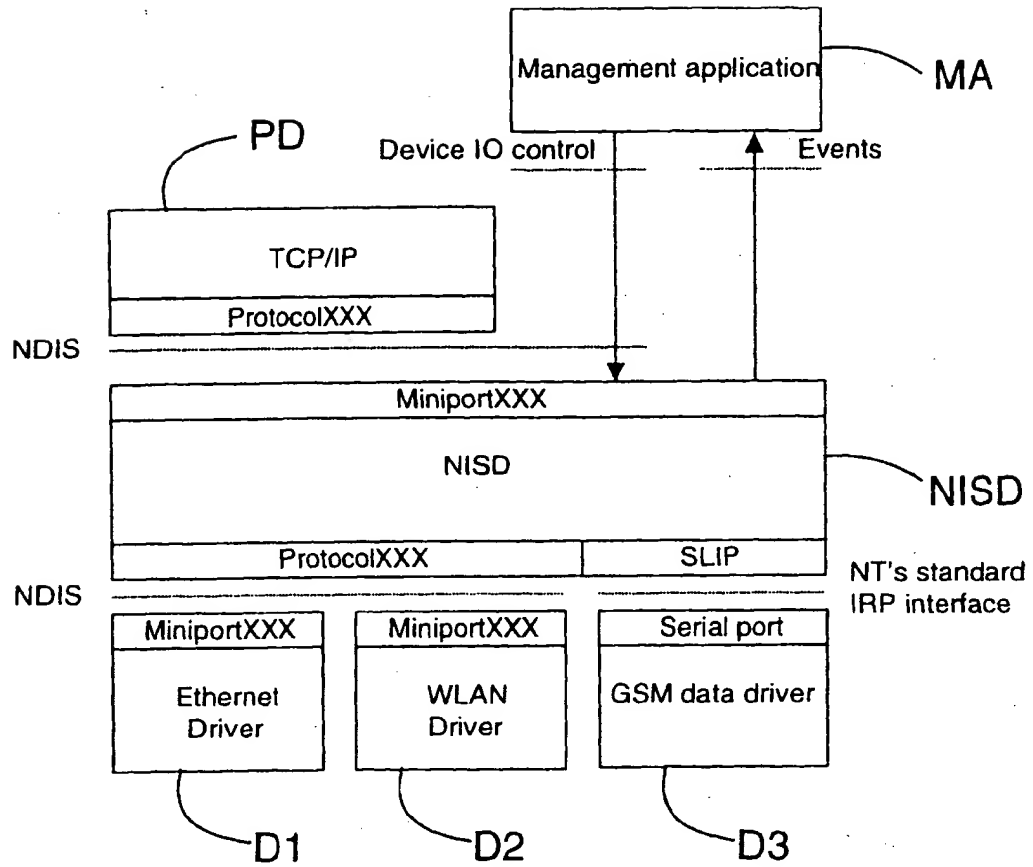 Management application
MA
PD
Device IO control
Events
TCP/IP
ProtocolXXX
NDIS
MiniportXXX
NISD
NISD
ProtocolXXX
SLIP
NDIS
NT's standard
IRP interface
MiniportXXX
MiniportXXX
Serial port
Ethernet
Driver
WLAN
Driver
GSM data driver
D1
D2
D3